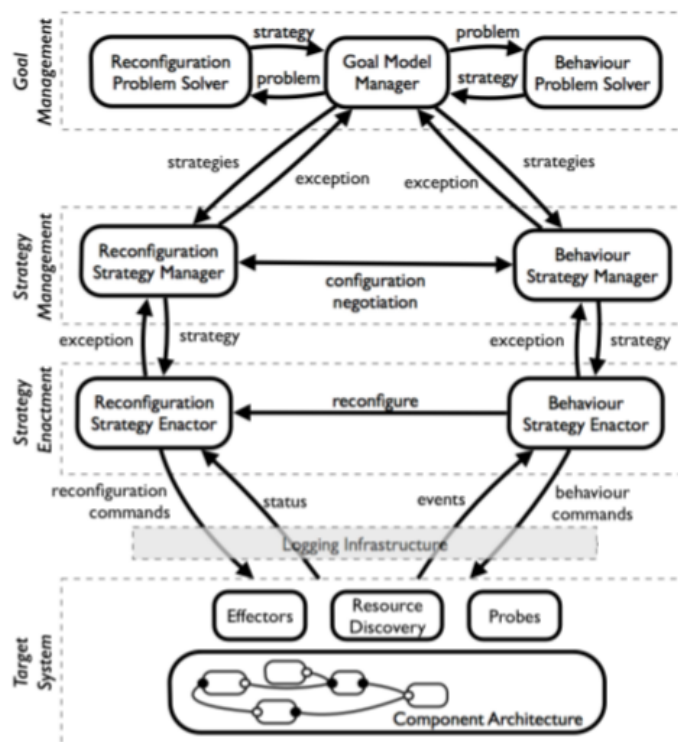 Goal
Management
Reconfiguration
Problem Solver
strategy
problem
Goal Model
Manager
problem
strategy
Behaviour
Problem Solver
strategies
exception
exception
strategies
Strategy
Management
Reconfiguration
Strategy Manager
configuration
negotiation
Behaviour
Strategy Manager
exception
strategy
exception
strategy
Strategy
Enactment
Reconfiguration
Strategy Enactor
reconfigure
Behaviour
Strategy Enactor
reconfiguration
commands
status
events
behaviour
commands
Logging Infrastructure
Target
System
Effectors
Resource
Discovery
Probes
Component Architecture